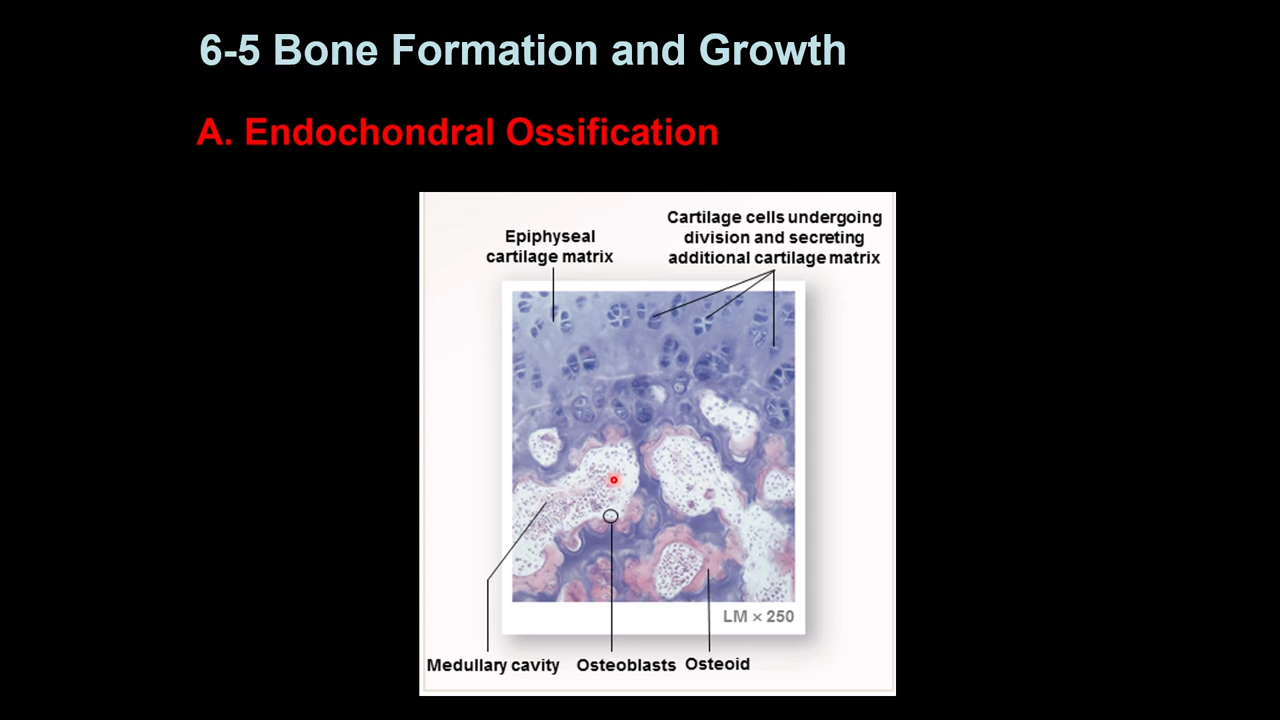 6-5 Bone Formation and Growth
A. Endochondral Ossification
Epiphyseal
cartilage matrix
Cartilage cells undergoing
division and secreting
additional cartilage matrix
LM × 250
Medullary cavity
Osteoblasts
Osteoid